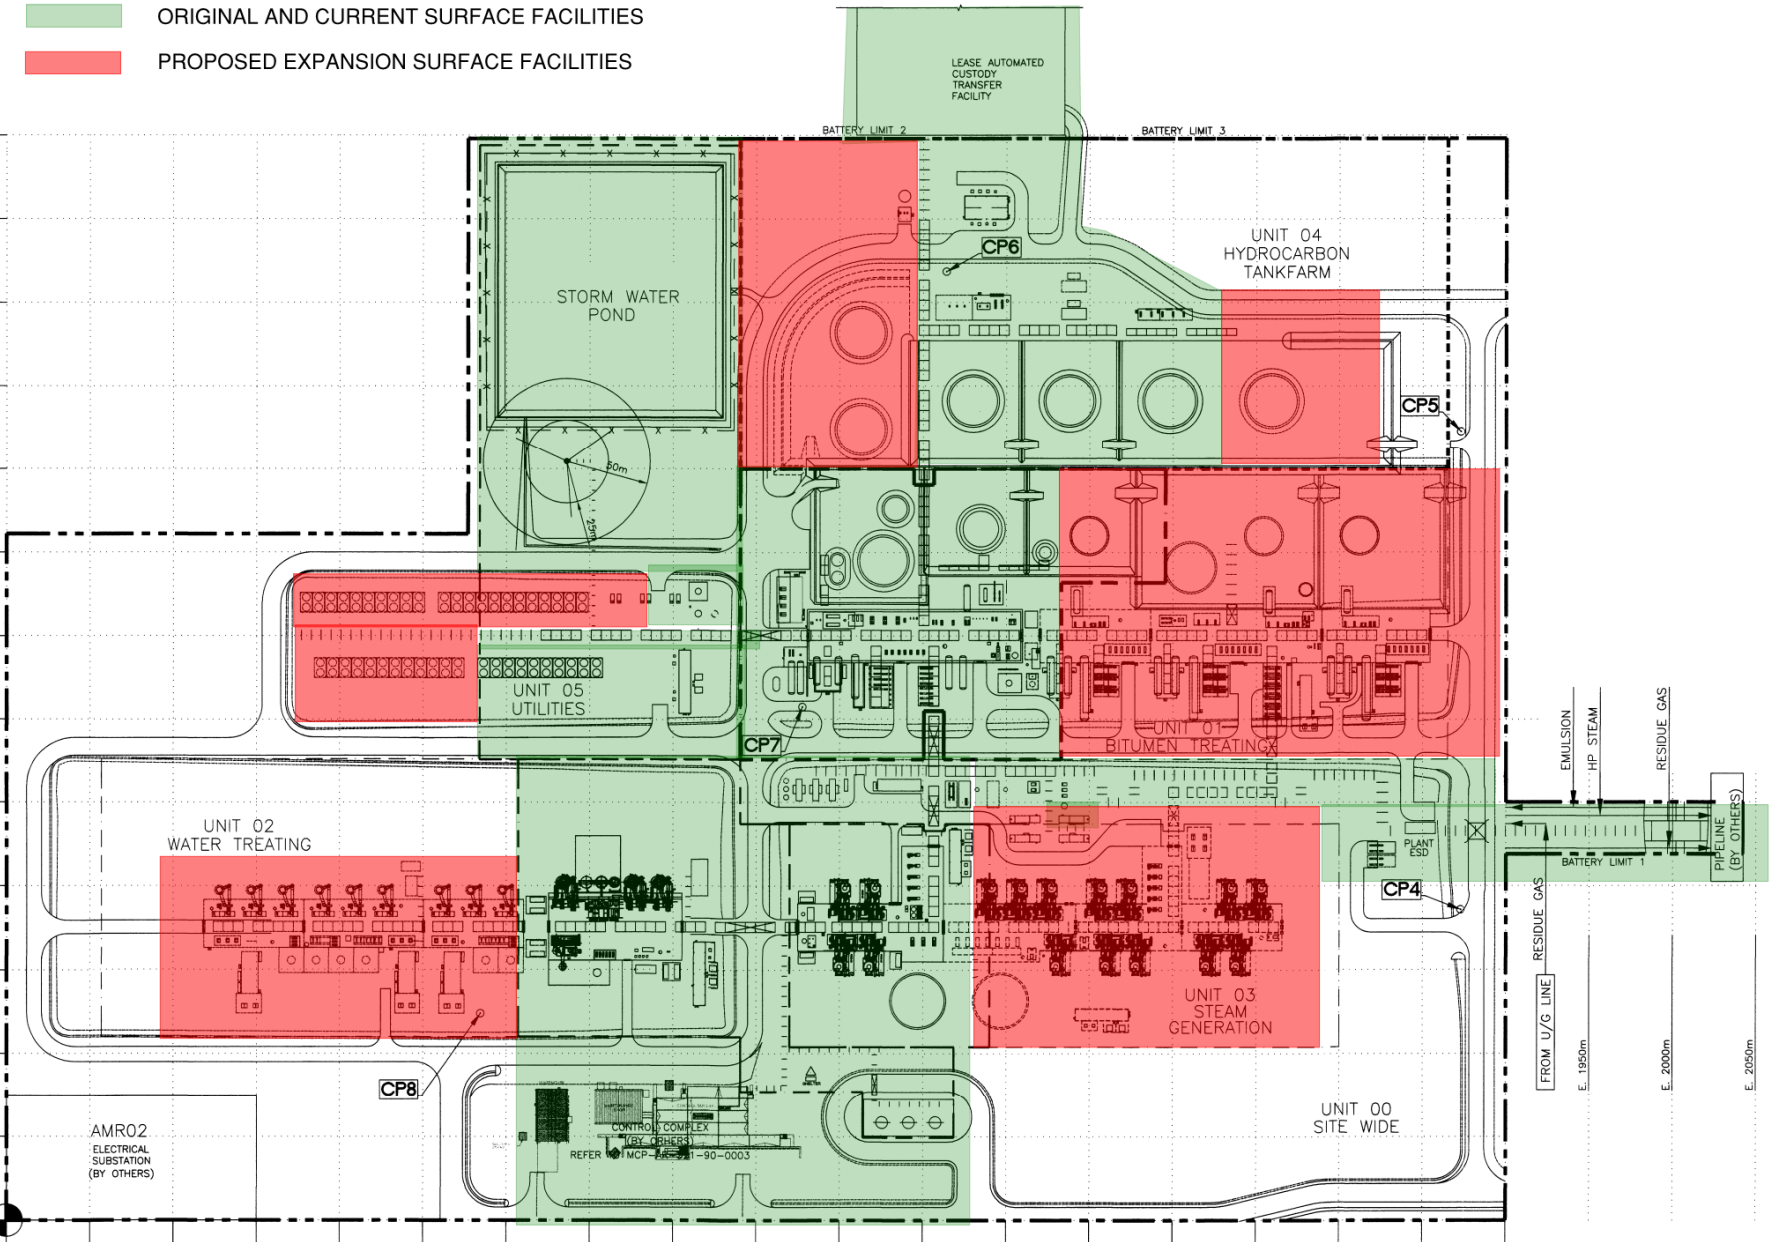 ORIGINAL AND CURRENT SURFACE FACILITIES
PROPOSED EXPANSION SURFACE FACILITIES
LEASE AUTOMATED
CUSTODY
TRANSFER
FACILITY
BATTERY LIMIT 2
BATTERY LIMIT 3
UNIT 04
HYDROCARBON
TANKFARM
CP6
STORM WATER
POND
CP5
50m
25m
UNIT 05
UTILITIES
CP7
UNIT 01
BITUMEN TREATING
EMULSION
HP STEAM
RESIDUE GAS
UNIT 02
WATER TREATING
PLANT
ESD
BATTERY LIMIT 1
PIPELINE
(BY OTHERS)
CP4
RESIDUE GAS
FROM U/G LINE
E. 1950m
E. 2000m
E. 2050m
UNIT 03
STEAM
GENERATION
CP8
SHELTER
AMR02
ELECTRICAL
SUBSTATION
(BY OTHERS)
CONTROL COMPLEX
REFER
UNIT 00
SITE WIDE